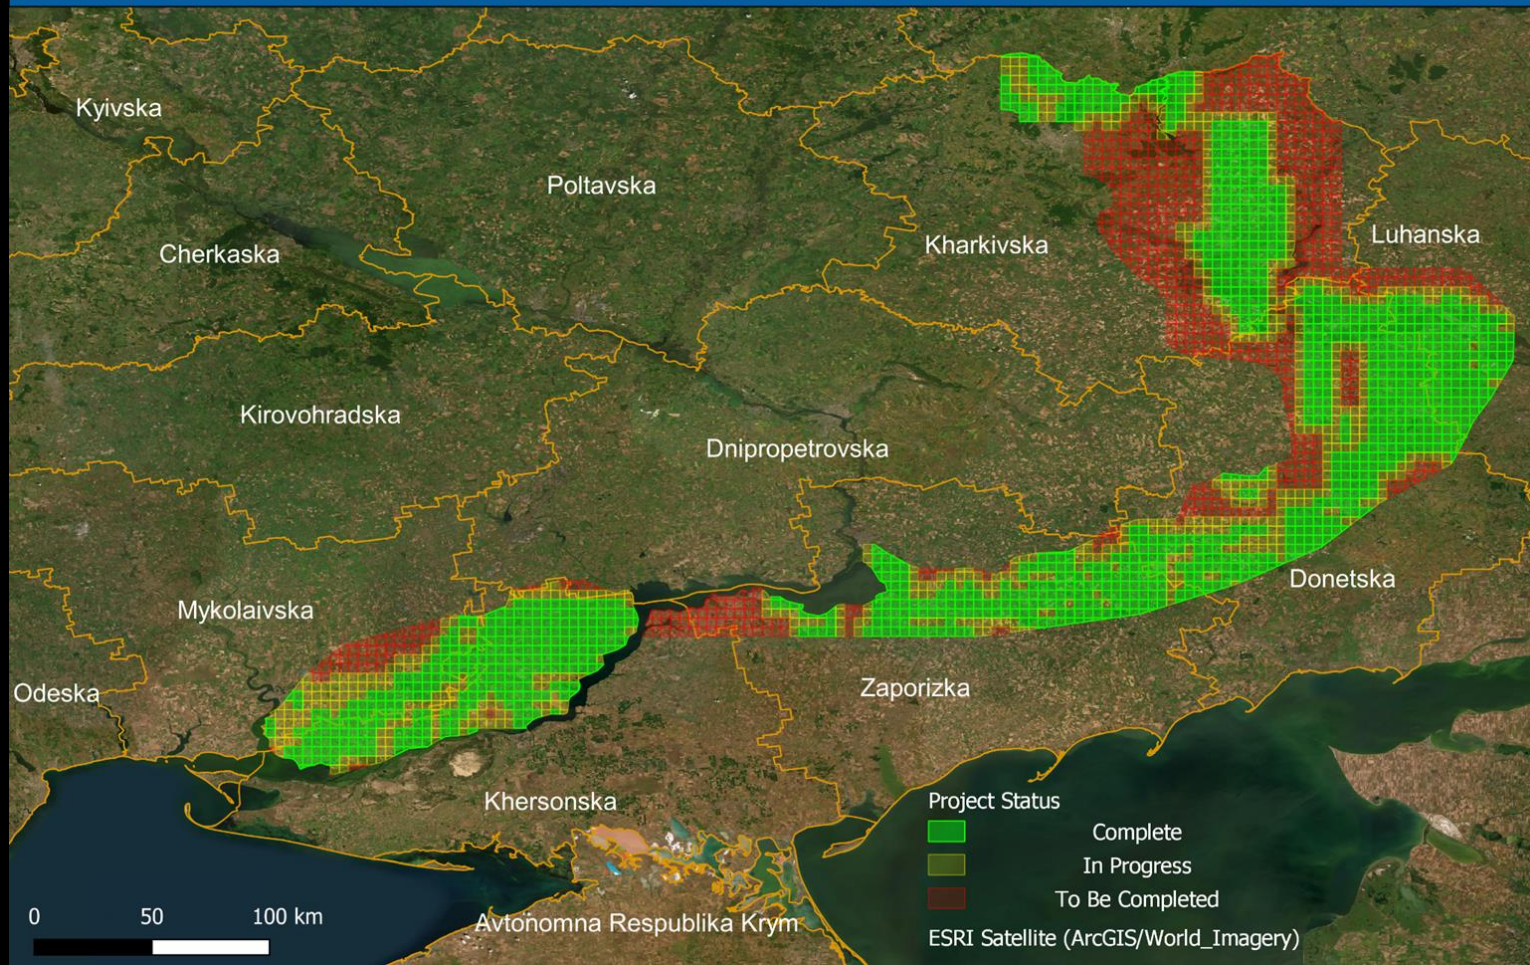 Kyivska
Poltavska
Cherkaska
Kharkivska
Luhanska
Kirovohradska
Dnipropetrovska
Donetska
Mykolaivska
Odeska
Zaporizka
Khersonska
Avtonomna Respublika Krym
Project Status
Complete
In Progress
To Be Completed
ESRI Satellite (ArcGIS/World_Imagery)
0 50 100 km